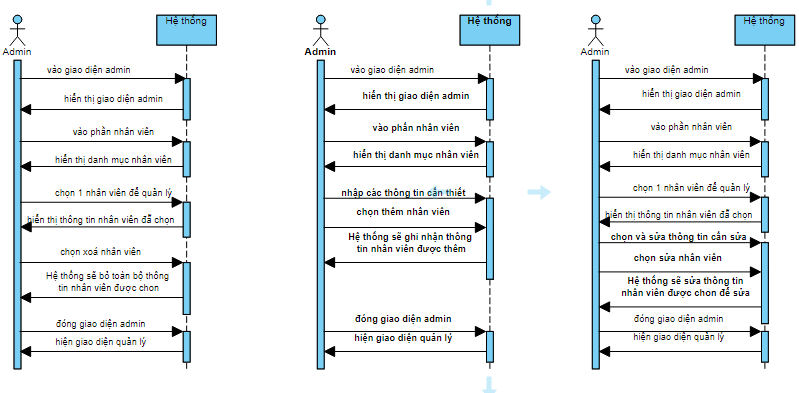 Hệ thống
Admin
vào giao diện admin
hiển thị giao diện admin
vào phần nhân viên
hiển thị danh mục nhân viên
chọn 1 nhân viên để quản lý
hiển thị thông tin nhân viên đẫ chọn
chọn xoá nhân viên
Hệ thống sẽ bỏ toàn bộ thông
tin nhân viên được chon
đóng giao diện admin
hiện giao diện quản lý
Hệ thống
Admin
vào giao diện admin
hiển thị giao diện admin
vào phần nhân viên
hiển thị danh mục nhân viên
nhập các thông tin cần thiết
chọn thêm nhân viên
Hệ thống sẽ ghi nhận thông
tin nhân viên được thêm
đóng giao diện admin
hiện giao diện quản lý
Hệ thống
Admin
vào giao diện admin
hiển thị giao diện admin
vào phần nhân viên
hiển thị danh mục nhân viên
chọn 1 nhân viên để quản lý
hiển thị thông tin nhân viên đẫ chọn
chọn và sửa thông tin cần sửa
chọn sửa nhân viên
Hệ thống sẽ sửa thông tin
nhân viên được chon để sửa
đóng giao diện admin
hiện giao diện quản lý